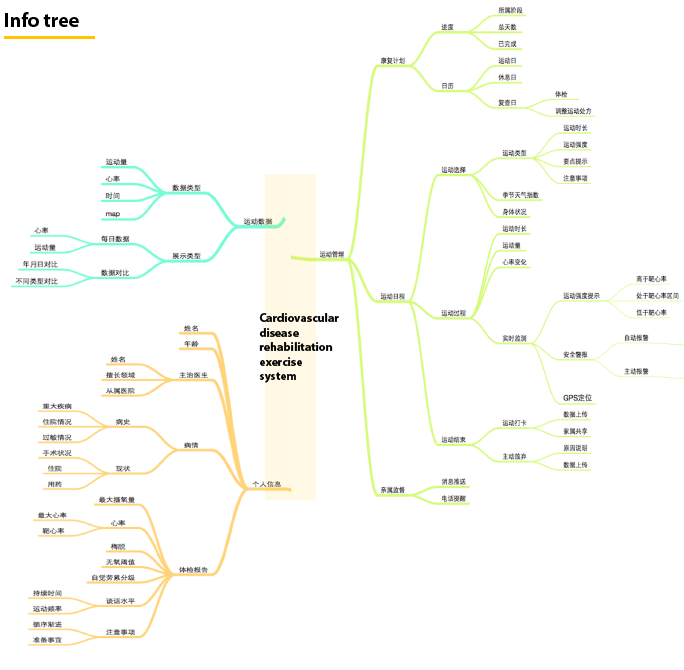 Info tree
所属阶段
进度
总天数
已完成
康复计划
运动日
日历
休息日
复查日
体检
调整运动处方
运动时长
运动类型
运动强度
要点提示
注意事项
运动选择
季节天气指数
身体状况
运动量
心率
数据类型
时间
map
运动数据
心率
每日数据
运动量
展示类型
年月日对比
数据对比
不同类型对比
运动管理
运动时长
运动量
心率变化
运动日程
运动过程
高于靶心率
运动强度提示
处于靶心率区间
低于靶心率
实时监测
自动报警
安全警报
主动报警
GPS定位
Cardiovascular
disease
rehabilitation
exercise
system
姓名
年龄
姓名
擅长领域
主治医生
从属医院
重大疾病
住院情况
病史
过敏情况
病情
手术状况
住院
现状
用药
个人信息
运动打卡
数据上传
家属共享
运动结束
原因说明
主动放弃
数据上传
消息推送
亲属监督
电话提醒
最大摄氧量
最大心率
心率
靶心率
梅脱
无氧阈值
体检报告
自觉劳累分级
持续时间
谈话水平
运动频率
循序渐进
注意事项
准备事宜